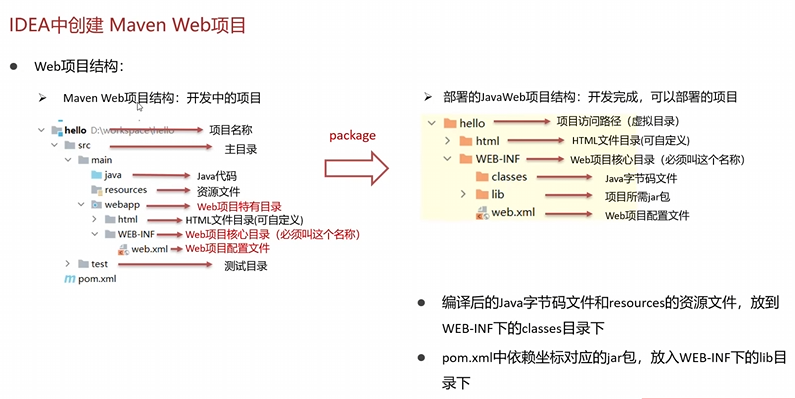 IDEA中创建 Maven Web项目
Web项目结构：
Maven Web项目结构：开发中的项目
hello D:\workspace\hello 项目名称
src 主目录
main
java Java代码
resources 资源文件
webapp Web项目特有目录
html HTML文件目录(可自定义)
WEB-INF Web项目核心目录（必须叫这个名称）
web.xml Web项目配置文件
test 测试目录
pom.xml
package
部署的JavaWeb项目结构：开发完成，可以部署的项目
hello 项目访问路径（虚拟目录）
html HTML文件目录(可自定义)
WEB-INF Web项目核心目录（必须叫这个名称）
classes Java字节码文件
lib 项目所需jar包
web.xml Web项目配置文件
编译后的Java字节码文件和resources的资源文件，放到
WEB-INF下的classes目录下
pom.xml中依赖坐标对应的jar包，放入WEB-INF下的lib目
录下